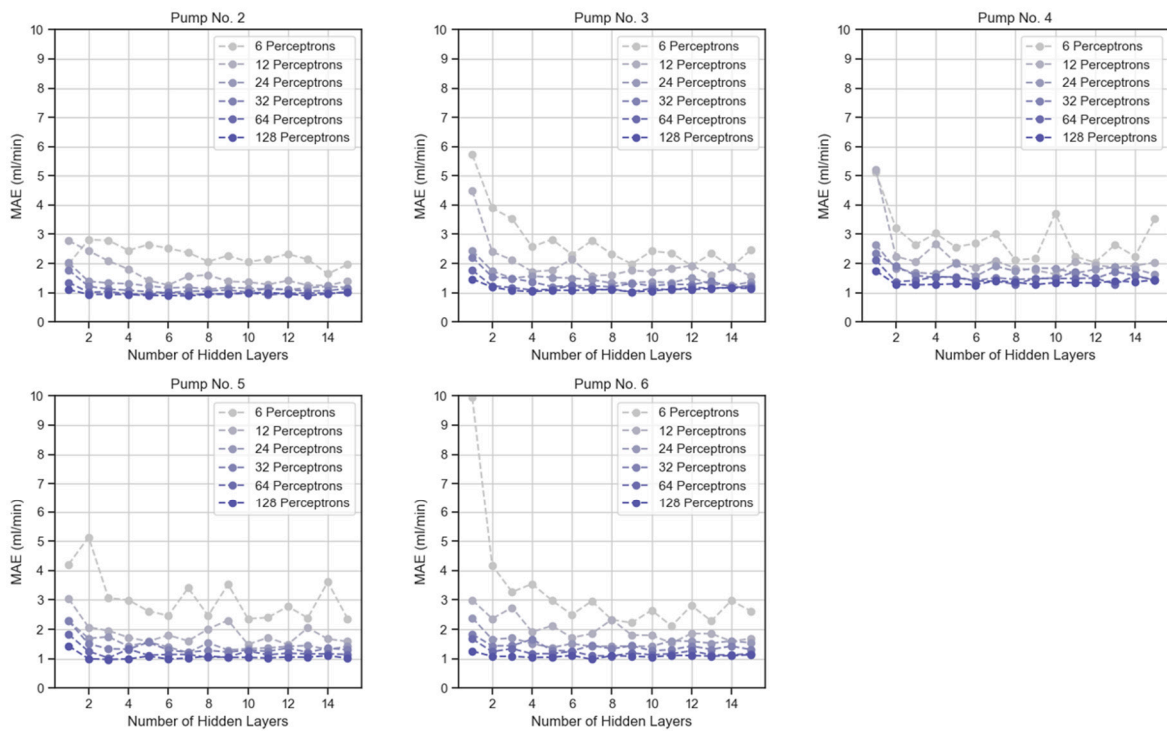 Pump No. 2
10
9
8
7
6
5
4
3
2
1
0
MAE (ml/min)
6 Perceptrons
12 Perceptrons
24 Perceptrons
32 Perceptrons
64 Perceptrons
128 Perceptrons
2 4 6 8 10 12 14
Number of Hidden Layers
Pump No. 3
10
9
8
7
6
5
4
3
2
1
0
MAE (ml/min)
6 Perceptrons
12 Perceptrons
24 Perceptrons
32 Perceptrons
64 Perceptrons
128 Perceptrons
2 4 6 8 10 12 14
Number of Hidden Layers
Pump No. 4
10
9
8
7
6
5
4
3
2
1
0
MAE (ml/min)
6 Perceptrons
12 Perceptrons
24 Perceptrons
32 Perceptrons
64 Perceptrons
128 Perceptrons
2 4 6 8 10 12 14
Number of Hidden Layers
Pump No. 5
10
9
8
7
6
5
4
3
2
1
0
MAE (ml/min)
6 Perceptrons
12 Perceptrons
24 Perceptrons
32 Perceptrons
64 Perceptrons
128 Perceptrons
2 4 6 8 10 12 14
Number of Hidden Layers
Pump No. 6
10
9
8
7
6
5
4
3
2
1
0
MAE (ml/min)
6 Perceptrons
12 Perceptrons
24 Perceptrons
32 Perceptrons
64 Perceptrons
128 Perceptrons
2 4 6 8 10 12 14
Number of Hidden Layers